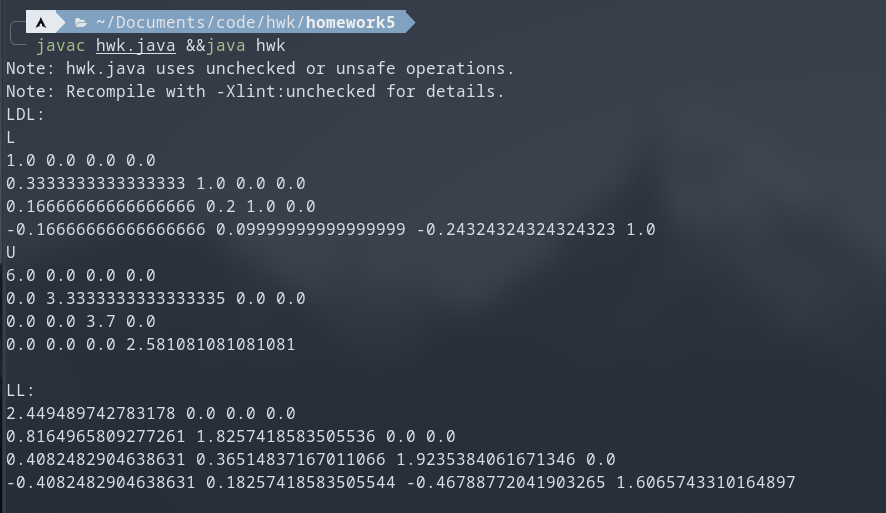 ~/Documents/code/hwk/homework5
javac hwk.java &&java hwk
Note: hwk.java uses unchecked or unsafe operations.
Note: Recompile with -Xlint:unchecked for details.
LDL:
L
1.0 0.0 0.0 0.0
0.3333333333333333 1.0 0.0 0.0
0.16666666666666666 0.2 1.0 0.0
-0.16666666666666666 0.09999999999999999 -0.24324324324324323 1.0
U
6.0 0.0 0.0 0.0
0.0 3.3333333333333335 0.0 0.0
0.0 0.0 3.7 0.0
0.0 0.0 0.0 2.581081081081081
LL:
2.449489742783178 0.0 0.0 0.0
0.8164965809277261 1.8257418583505536 0.0 0.0
0.4082482904638631 0.36514837167011066 1.9235384061671346 0.0
-0.4082482904638631 0.18257418583505544 -0.46788772041903265 1.6065743310164897